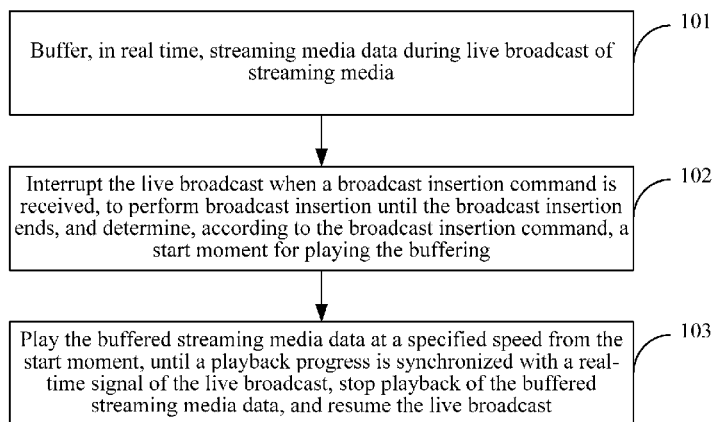 Buffer, in real time, streaming media data during live broadcast of
streaming media
101
Interrupt the live broadcast when a broadcast insertion command is
received, to perform broadcast insertion until the broadcast insertion
ends, and determine, according to the broadcast insertion command, a
start moment for playing the buffering
102
Play the buffered streaming media data at a specified speed from the
start moment, until a playback progress is synchronized with a real-
time signal of the live broadcast, stop playback of the buffered
streaming media data, and resume the live broadcast
103